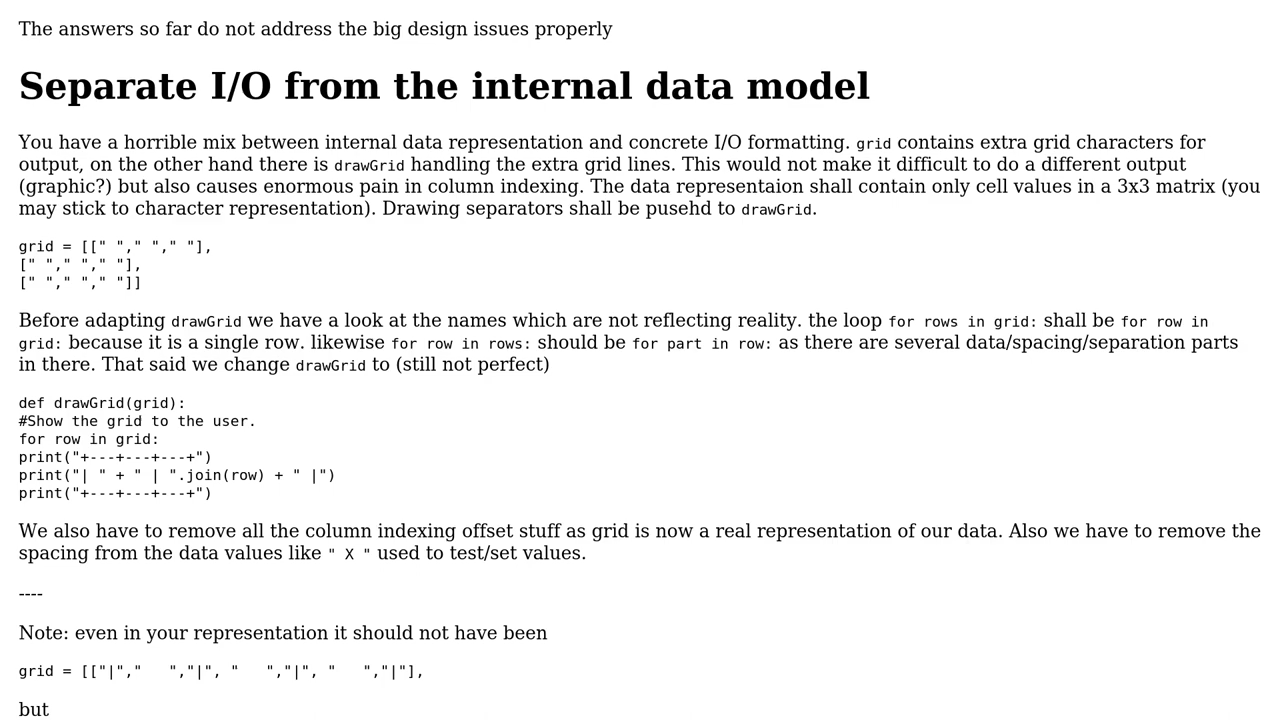 The answers so far do not address the big design issues properly
Separate I/O from the internal data model
You have a horrible mix between internal data representation and concrete I/O formatting. grid contains extra grid characters for
output, on the other hand there is drawGrid handling the extra grid lines. This would not make it difficult to do a different output
(graphic?) but also causes enormous pain in column indexing. The data representaion shall contain only cell values in a 3x3 matrix (you
may stick to character representation). Drawing separators shall be pusehd to drawGrid.
grid = [[" "," "," "],
[" "," "," "],
[" "," "," "]]
Before adapting drawGrid we have a look at the names which are not reflecting reality. the loop for rows in grid: shall be for row in
grid: because it is a single row. likewise for row in rows: should be for part in row: as there are several data/spacing/separation parts
in there. That said we change drawGrid to (still not perfect)
def drawGrid(grid):
#Show the grid to the user.
for row in grid:
print("+---+---+---+")
print("| " + " | ".join(row) + " |")
print("+---+---+---+")
We also have to remove all the column indexing offset stuff as grid is now a real representation of our data. Also we have to remove the
spacing from the data values like " X " used to test/set values.
----
Note: even in your representation it should not have been
grid = [["|","   ","|", "   ","|", "   ","|"],
but